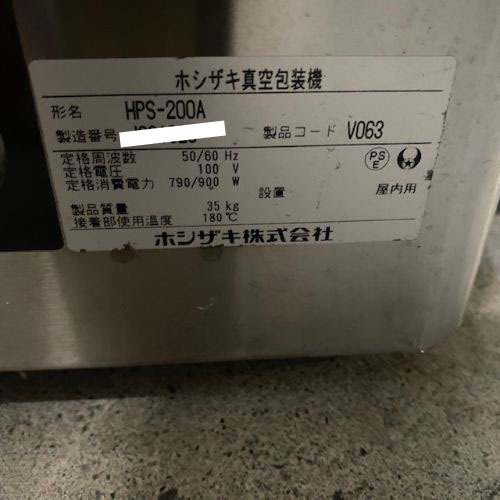 ホシザキ真空包装機
形名 HPS-200A
製造番号 製品コード V063
定格周波数 50/60 Hz
定格電圧 100 V
定格消費電力 790/900 W
設置 屋内用
製品質量 35 kg
接着部使用温度 180℃
PSE
ホシザキ株式会社